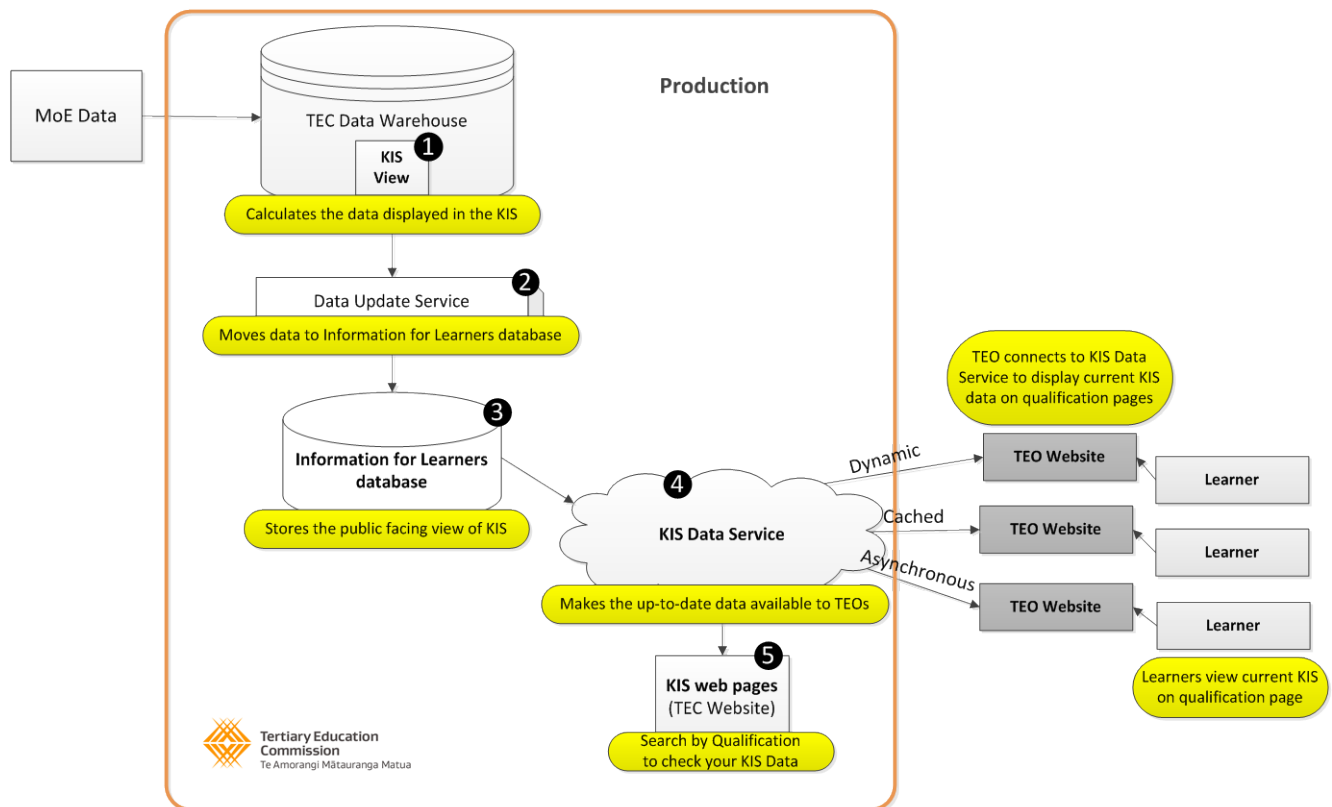 Production
MoE Data
TEC Data Warehouse
1
KIS
View
Calculates the data displayed in the KIS
2
Data Update Service
Moves data to Information for Learners database
3
Information for Learners
database
Stores the public facing view of KIS
4
KIS Data Service
Makes the up-to-date data available to TEOs
5
KIS web pages
(TEC Website)
Search by Qualification
to check your KIS Data
TEO connects to KIS Data
Service to display current KIS
data on qualification pages
Dynamic
TEO Website
Learner
Cached
TEO Website
Learner
Asynchronous
TEO Website
Learner
Learners view current KIS
on qualification page
Tertiary Education
Commission
Te Amorangi Mātauranga Matua